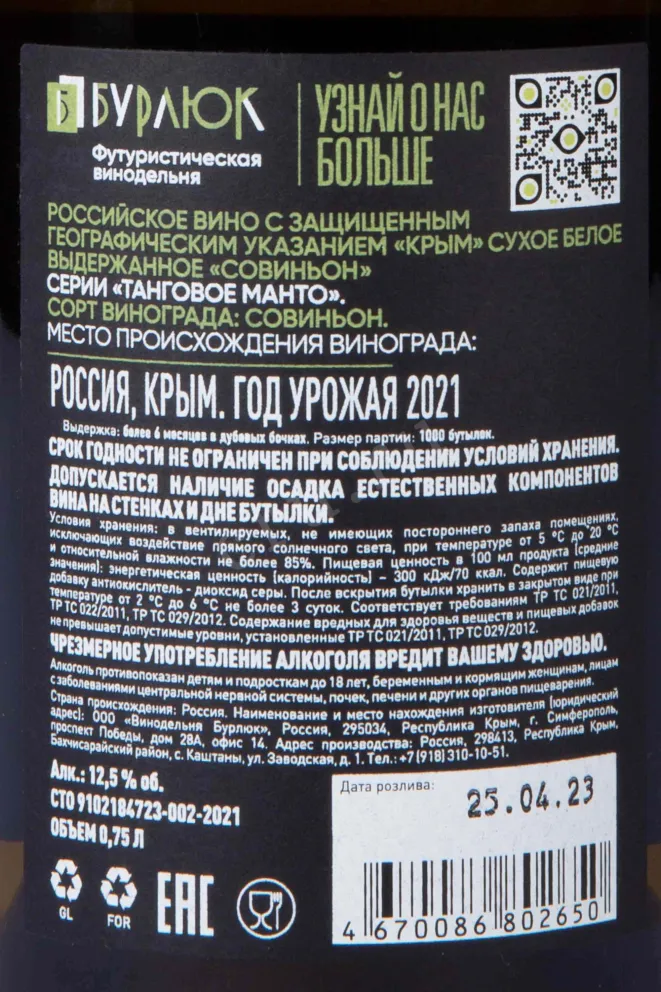 Б БУРЛЮК
Футуристическая
винодельня
УЗНАЙ О НАС
БОЛЬШЕ
РОССИЙСКОЕ ВИНО С ЗАЩИЩЕННЫМ
ГЕОГРАФИЧЕСКИМ УКАЗАНИЕМ «КРЫМ» СУХОЕ БЕЛОЕ
ВЫДЕРЖАННОЕ «СОВИНЬОН»
СЕРИИ «ТАНГОВОЕ МАНТО».
СОРТ ВИНОГРАДА: СОВИНЬОН.
МЕСТО ПРОИСХОЖДЕНИЯ ВИНОГРАДА:
РОССИЯ, КРЫМ. ГОД УРОЖАЯ 2021
Выдержка: более 6 месяцев в дубовых бочках. Размер партии: 1000 бутылок.
СРОК ГОДНОСТИ НЕ ОГРАНИЧЕН ПРИ СОБЛЮДЕНИИ УСЛОВИЙ ХРАНЕНИЯ.
ДОПУСКАЕТСЯ НАЛИЧИЕ ОСАДКА ЕСТЕСТВЕННЫХ КОМПОНЕНТОВ
ВИНА НА СТЕНКАХ И ДНЕ БУТЫЛКИ.
Условия хранения: в вентилируемых, не имеющих постороннего запаха помещениях,
исключающих воздействие прямого солнечного света, при температуре от 5 °С до 20 °С
и относительной влажности не более 85%. Пищевая ценность в 100 мл продукта (средние
значения): энергетическая ценность (калорийность) – 300 кДж/70 ккал. Содержит пищевую
добавку антиокислитель - диоксид серы. После вскрытия бутылки хранить в закрытом виде при
температуре от 2 °С до 6 °С не более 3 суток. Соответствует требованиям ТР ТС 021/2011,
ТР ТС 022/2011, ТР ТС 029/2012. Содержание вредных для здоровья веществ и пищевых добавок
не превышает допустимые уровни, установленные ТР ТС 021/2011, ТР ТС 029/2012.
ЧРЕЗМЕРНОЕ УПОТРЕБЛЕНИЕ АЛКОГОЛЯ ВРЕДИТ ВАШЕМУ ЗДОРОВЬЮ.
Алкоголь противопоказан детям и подросткам до 18 лет, беременным и кормящим женщинам, лицам
с заболеваниями центральной нервной системы, почек, печени и других органов пищеварения.
Страна происхождения: Россия. Наименование и место нахождения изготовителя (юридический
адрес): ООО «Винодельня Бурлюк», Россия, 295034, Республика Крым, г. Симферополь,
проспект Победы, дом 28А, офис 14. Адрес производства: Россия, 298413, Республика Крым,
Бахчисарайский район, с. Каштаны, ул. Заводская, д. 1. Тел.: +7 (918) 310-10-51.
Алк.: 12,5 % об.
СТО 9102184723-002-2021
ОБЪЕМ 0,75 Л
Дата розлива:
25.04.23
GL
FOR
EAC
4 670086 802650